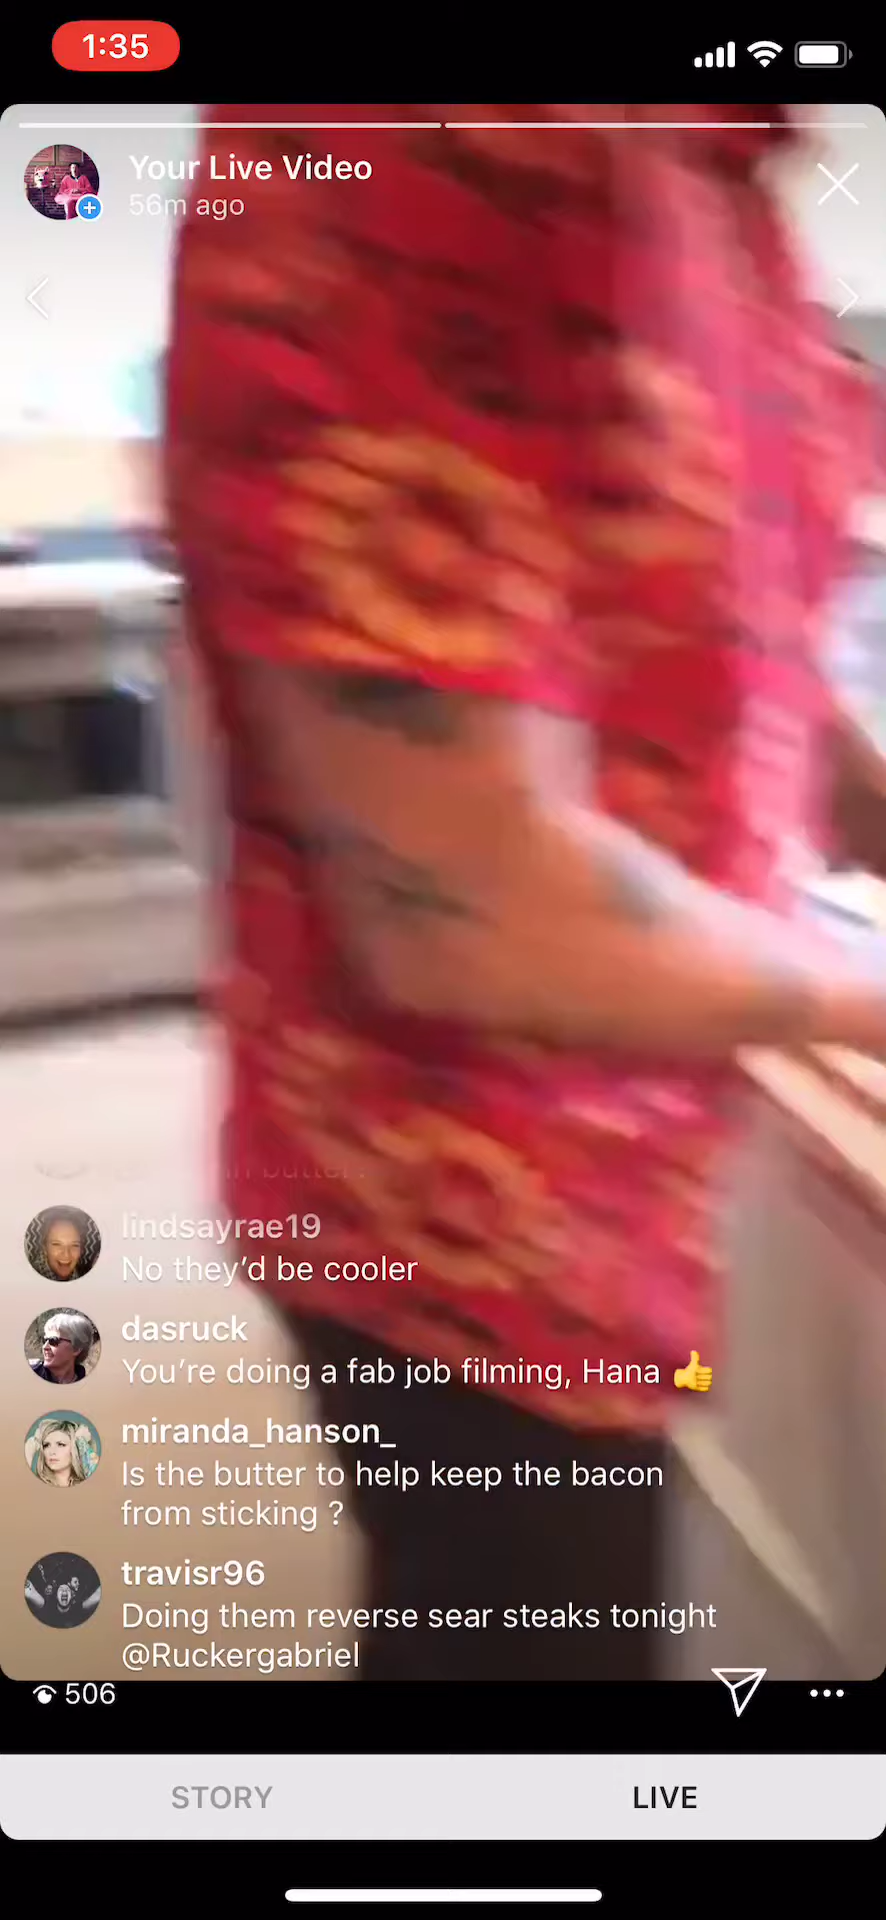 1:35
Your Live Video
56m ago
butter?
lindsayrae19
No they’d be cooler
dasruck
You’re doing a fab job filming, Hana 👍
miranda_hanson_
Is the butter to help keep the bacon
from sticking ?
travisr96
Doing them reverse sear steaks tonight
@Ruckergabriel
506
STORY
LIVE